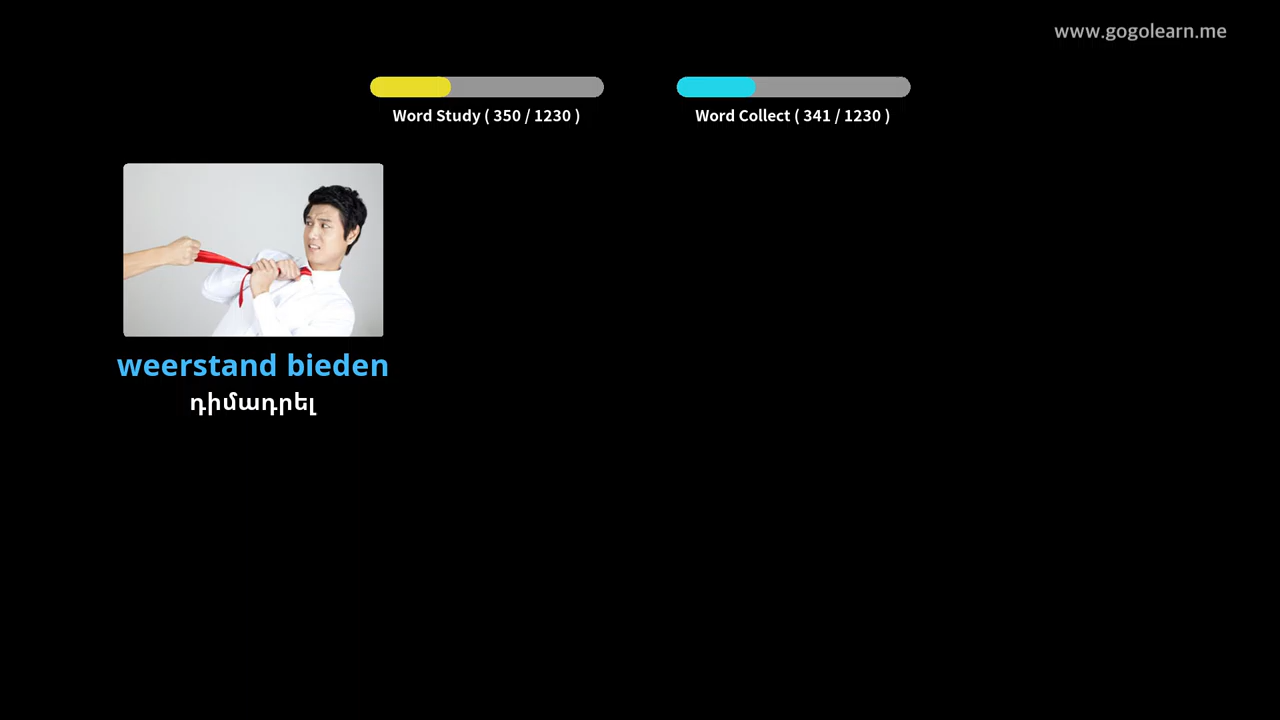 www.gogolearn.me
Word Study ( 350 / 1230 )
Word Collect ( 341 / 1230 )
weerstand bieden
դիմադրել